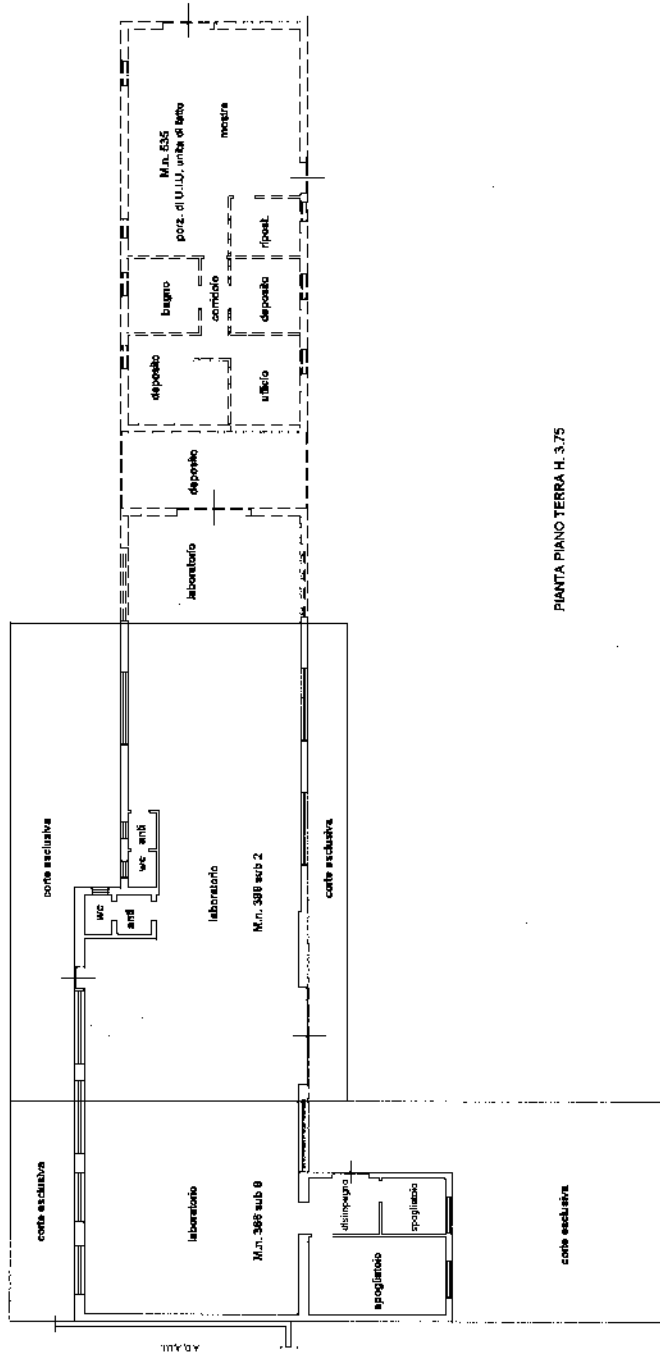 M.n. 535
porz. di U.I.U. unita di fatto
mostra
bagno
corridoio
ripost.
deposito
deposito
ufficio
deposito
laboratorio
PIANTA PIANO TERRA H. 3.75
corte esclusiva
wc anti
wc
anti
laboratorio
M.n. 388 sub 2
corte esclusiva
corte esclusiva
laboratorio
M.n. 386 sub 8
disimpegno
spogliatoio
spogliatoio
corte esclusiva